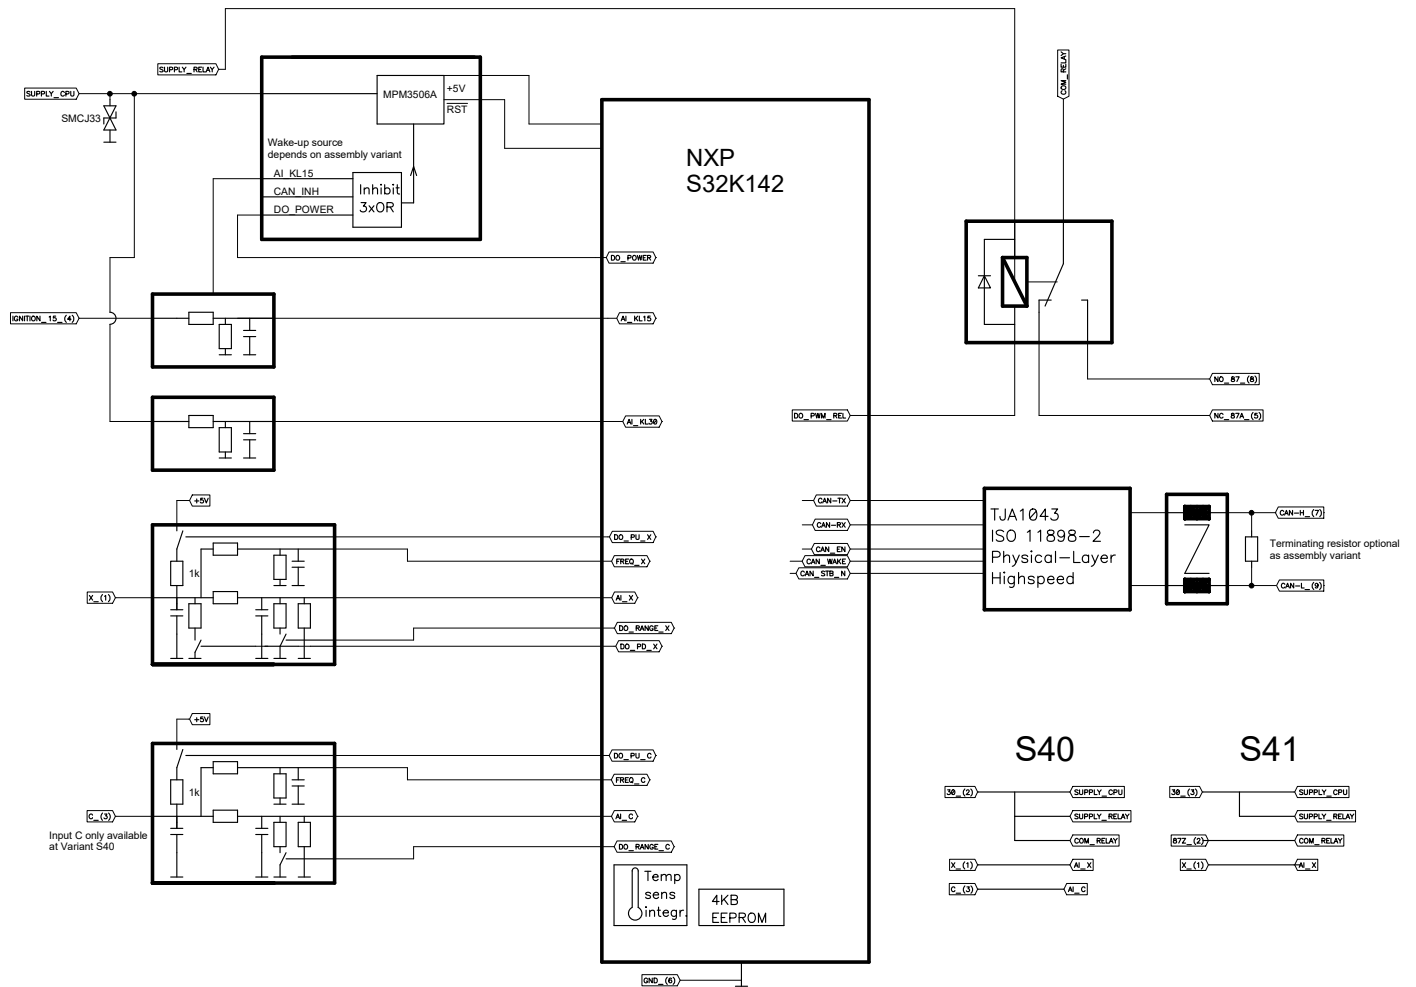 SUPPLY_RELAY
COM_RELAY
SUPPLY_CPU
SMCJ33
MPM3506A
+5V
RST
Wake-up source
depends on assembly variant
AI_KL15
CAN_INH
DO_POWER
Inhibit
3xOR
NXP
S32K142
DO_POWER
IGNITION_15_(4)
AI_KL15
AI_KL30
NO_87_(8)
NC_87A_(5)
DO_PWM_REL
+5V
1k
X_(1)
DO_PU_X
FREQ_X
AI_X
DO_RANGE_X
DO_PD_X
CAN-TX
CAN-RX
CAN_EN
CAN_WAKE
CAN_STB_N
TJA1043
ISO 11898-2
Physical-Layer
Highspeed
Z
CAN-H_(7)
Terminating resistor optional
as assembly variant
CAN-L_(9)
+5V
1k
C_(3)
Input C only available
at Variant S40
DO_PU_C
FREQ_C
AI_C
DO_RANGE_C
Temp
sens
integr.
4KB
EEPROM
GND_(6)
S40
30_(2)
SUPPLY_CPU
SUPPLY_RELAY
COM_RELAY
X_(1)
AI_X
C_(3)
AI_C
S41
30_(3)
SUPPLY_CPU
SUPPLY_RELAY
87Z_(2)
COM_RELAY
X_(1)
AI_X